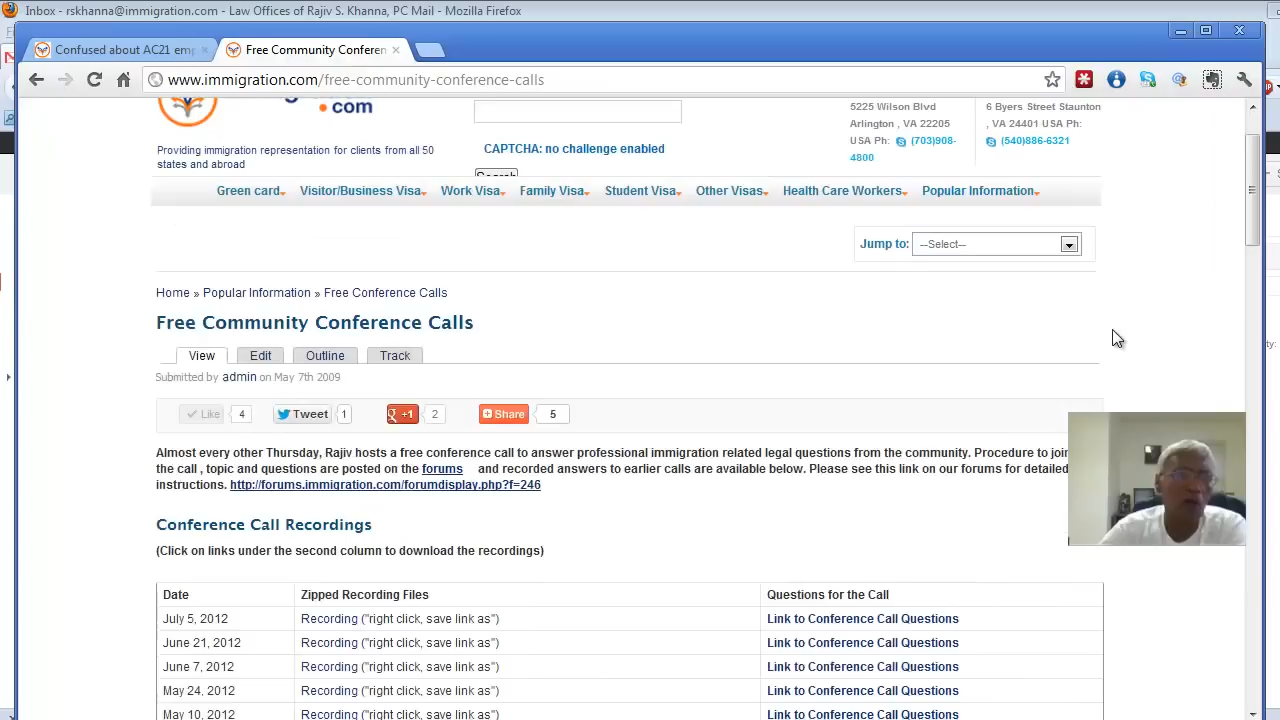 Inbox - rskhanna@immigration.com - Law Offices of Rajiv S. Khanna, PC Mail - Mozilla Firefox
Confused about AC21 emp
Free Community Conferen
www.immigration.com/free-community-conference-calls
.com
Providing immigration representation for clients from all 50
states and abroad
CAPTCHA: no challenge enabled
Search
5225 Wilson Blvd
Arlington , VA 22205
USA Ph: (703)908-
4800
6 Byers Street Staunton
, VA 24401 USA Ph:
(540)886-6321
Green card Visitor/Business Visa Work Visa Family Visa Student Visa Other Visas Health Care Workers Popular Information
Jump to: --Select--
Home » Popular Information » Free Conference Calls
Free Community Conference Calls
View Edit Outline Track
Submitted by admin on May 7th 2009
Like 4 Tweet 1 +1 2 Share 5
Almost every other Thursday, Rajiv hosts a free conference call to answer professional immigration related legal questions from the community. Procedure to join
the call , topic and questions are posted on the forums and recorded answers to earlier calls are available below. Please see this link on our forums for detailed
instructions. http://forums.immigration.com/forumdisplay.php?f=246
Conference Call Recordings
(Click on links under the second column to download the recordings)
Date Zipped Recording Files Questions for the Call
July 5, 2012 Recording ("right click, save link as") Link to Conference Call Questions
June 21, 2012 Recording ("right click, save link as") Link to Conference Call Questions
June 7, 2012 Recording ("right click, save link as") Link to Conference Call Questions
May 24, 2012 Recording ("right click, save link as") Link to Conference Call Questions
May 10, 2012 Recording ("right click, save link as") Link to Conference Call Questions